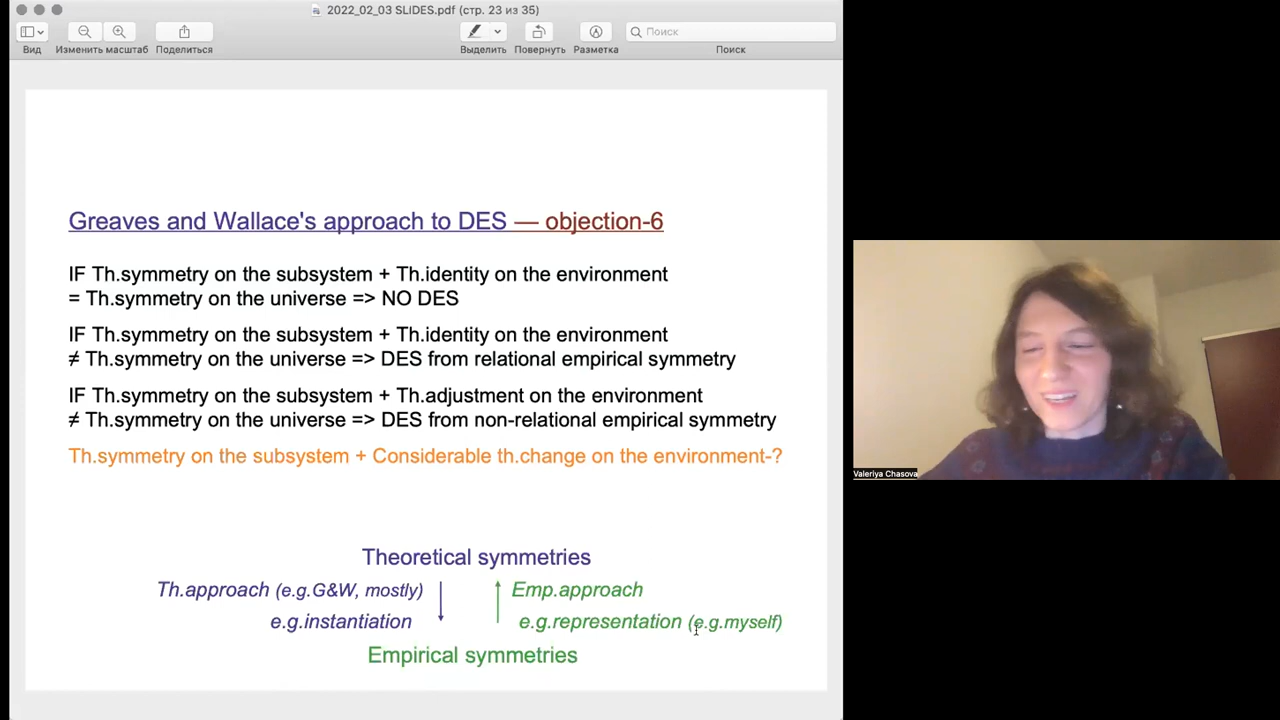 2022_02_03 SLIDES.pdf (стр. 23 из 35)
Вид
Изменить масштаб
Поделиться
Выделить
Повернуть
Разметка
Поиск
Поиск
Greaves and Wallace's approach to DES — objection-6
IF Th.symmetry on the subsystem + Th.identity on the environment
= Th.symmetry on the universe => NO DES
IF Th.symmetry on the subsystem + Th.identity on the environment
≠ Th.symmetry on the universe => DES from relational empirical symmetry
IF Th.symmetry on the subsystem + Th.adjustment on the environment
≠ Th.symmetry on the universe => DES from non-relational empirical symmetry
Th.symmetry on the subsystem + Considerable th.change on the environment-?
Theoretical symmetries
Th.approach (e.g.G&W, mostly)
Emp.approach
e.g.instantiation
e.g.representation (e.g.myself)
Empirical symmetries
Valeriya Chasova